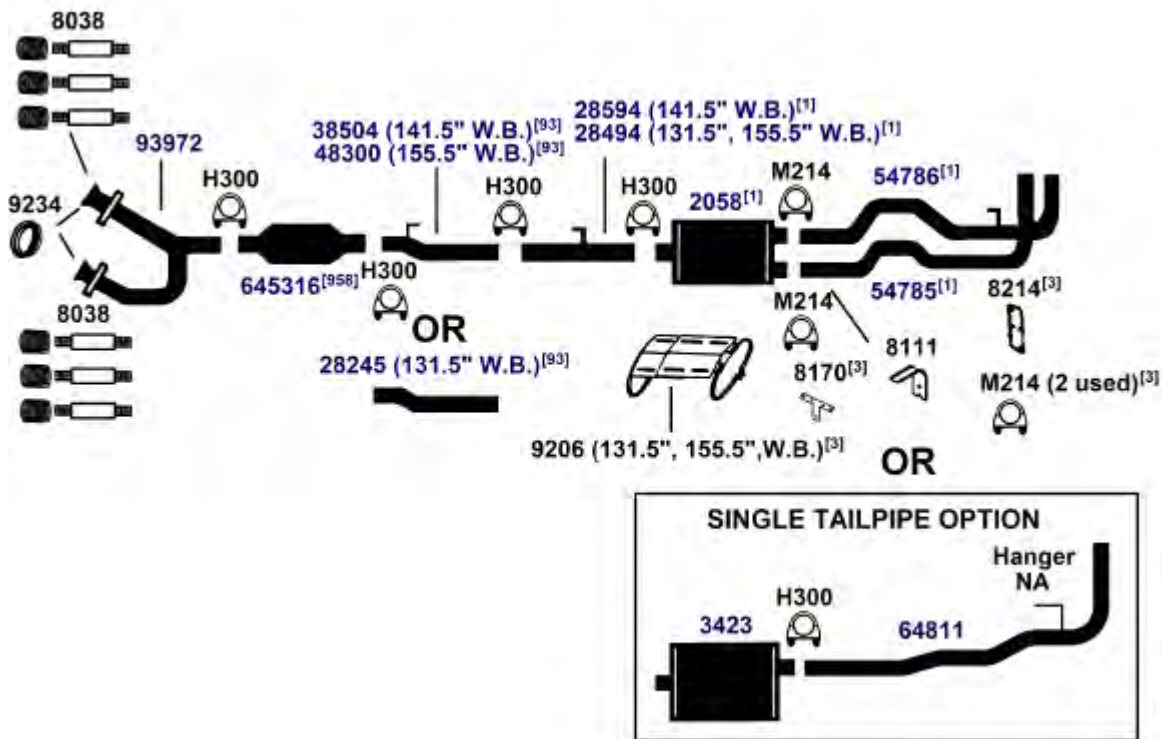 8038
93972
9234
H300
645316[958]
8038
38504 (141.5" W.B.)[93]
48300 (155.5" W.B.)[93]
H300
OR
28245 (131.5" W.B.)[93]
H300
28594 (141.5" W.B.)[1]
28494 (131.5", 155.5" W.B.)[1]
H300
2058[1]
M214
54786[1]
M214
54785[1]
8214[3]
8170[3]
8111
M214 (2 used)[3]
9206 (131.5", 155.5",W.B.)[3]
OR
SINGLE TAILPIPE OPTION
Hanger
NA
H300
3423
64811